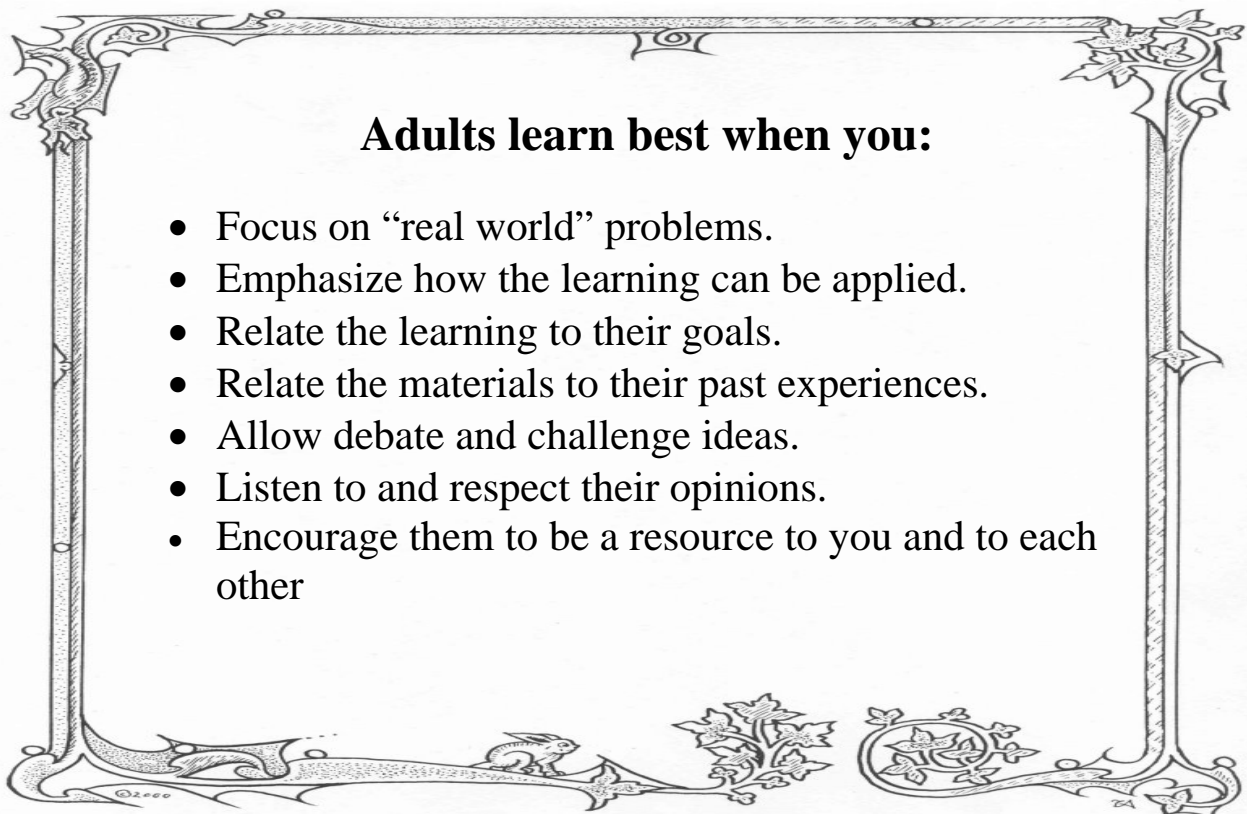 Adults learn best when you:
• Focus on “real world” problems.
• Emphasize how the learning can be applied.
• Relate the learning to their goals.
• Relate the materials to their past experiences.
• Allow debate and challenge ideas.
• Listen to and respect their opinions.
• Encourage them to be a resource to you and to each
other
©2000